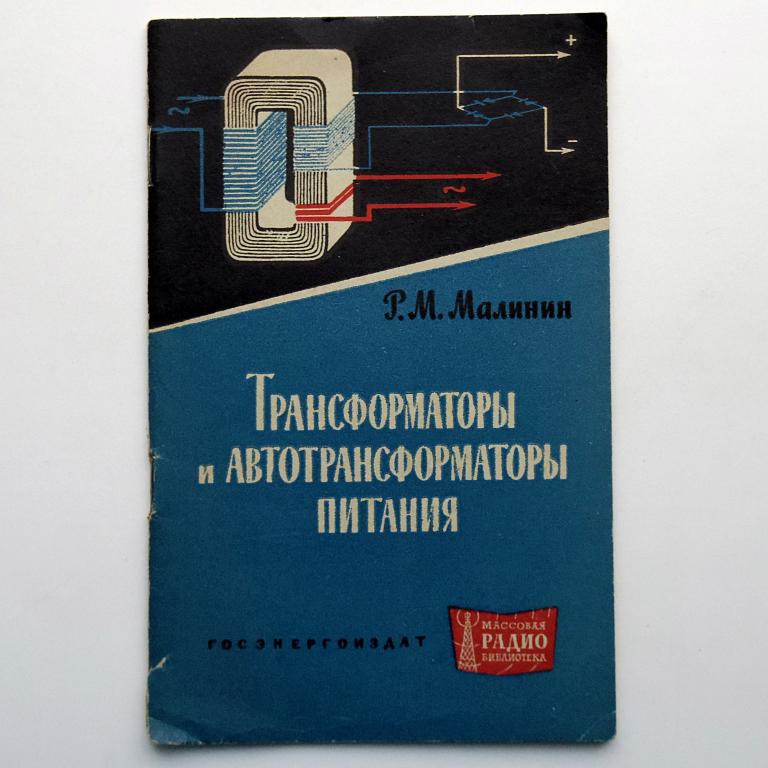 +
~
~
-
Р. М. Малинин
Трансформаторы
и автотрансформаторы
питания
ГОСЭНЕРГОИЗДАТ
МАССОВАЯ
РАДИО
БИБЛИОТЕКА